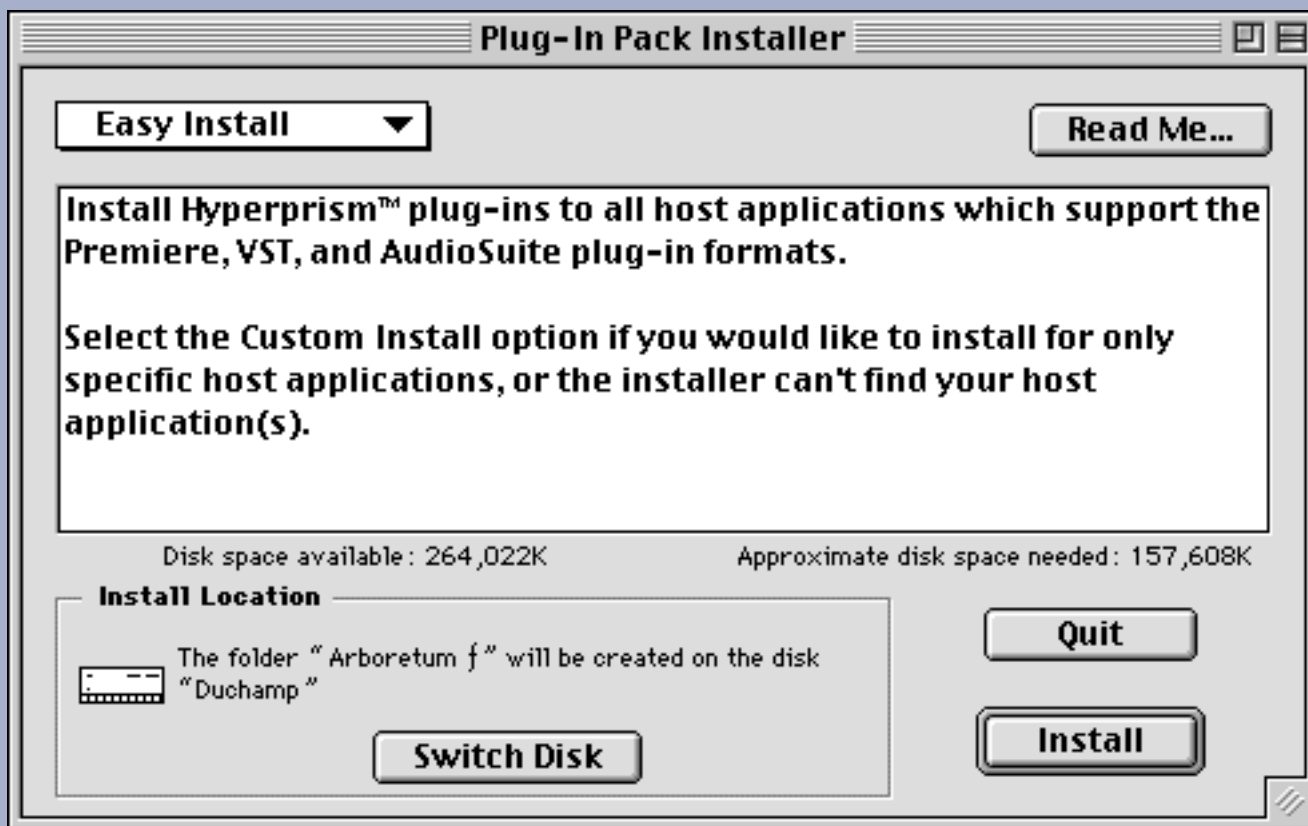 Plug-In Pack Installer
Easy Install
Read Me...
Install Hyperprism™ plug-ins to all host applications which support the
Premiere, VST, and AudioSuite plug-in formats.
Select the Custom Install option if you would like to install for only
specific host applications, or the installer can't find your host
application(s).
Disk space available: 264,022K
Approximate disk space needed: 157,608K
Install Location
The folder "Arboretum ƒ" will be created on the disk
"Duchamp"
Switch Disk
Quit
Install